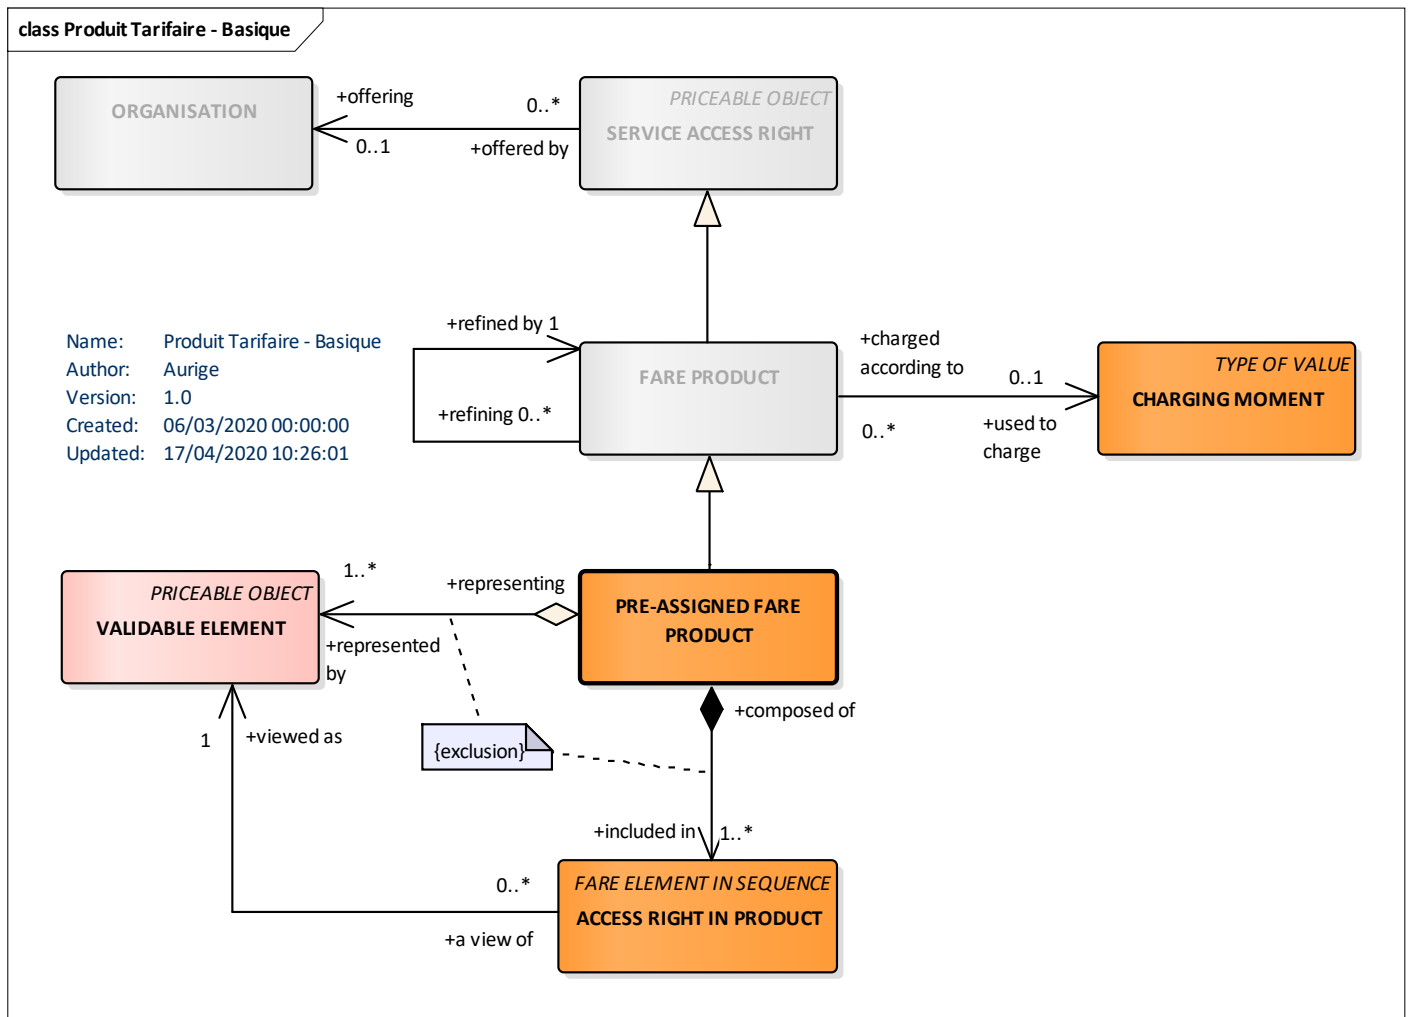 class Produit Tarifaire - Basique
ORGANISATION
+offering
0..*
0..1
+offered by
PRICEABLE OBJECT
SERVICE ACCESS RIGHT
Name: Produit Tarifaire - Basique
Author: Aurige
Version: 1.0
Created: 06/03/2020 00:00:00
Updated: 17/04/2020 10:26:01
+refined by 1
+refining 0..*
FARE PRODUCT
+charged
according to
0..1
0..*
+used to
charge
TYPE OF VALUE
CHARGING MOMENT
PRICEABLE OBJECT
VALIDABLE ELEMENT
1..*
+representing
+represented
by
PRE-ASSIGNED FARE
PRODUCT
+composed of
1
+viewed as
{exclusion}
+included in
1..*
0..*
+a view of
FARE ELEMENT IN SEQUENCE
ACCESS RIGHT IN PRODUCT